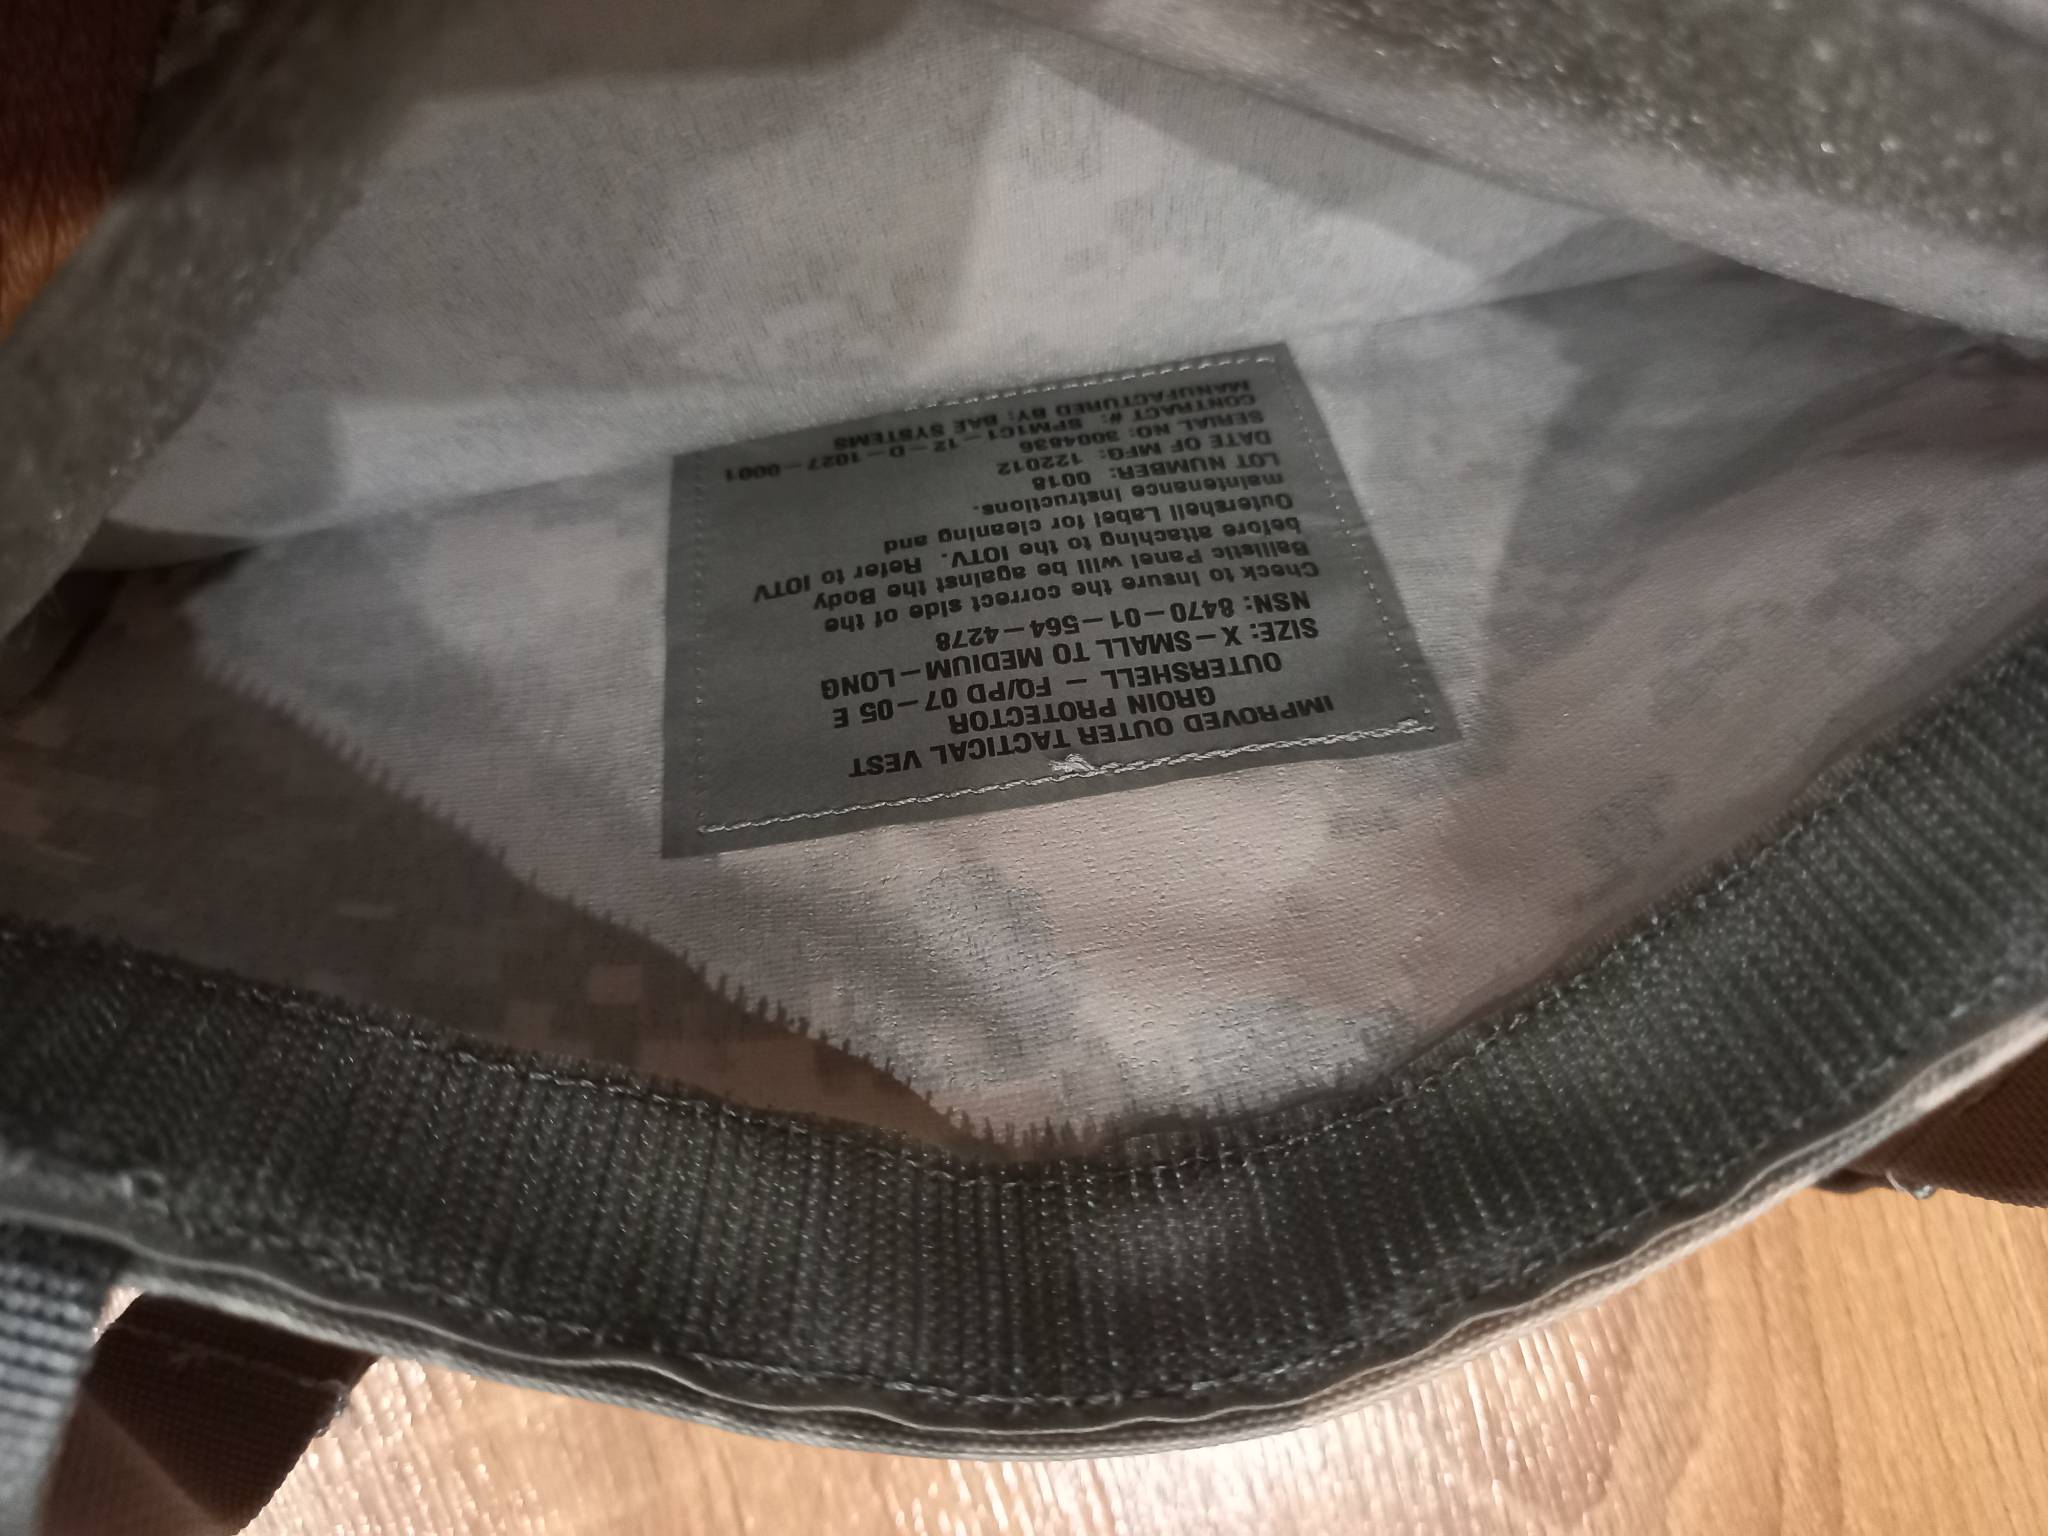 IMPROVED OUTER TACTICAL VEST
GROIN PROTECTOR
OUTERSHELL – FQ/PD 07–05 E
SIZE: X–SMALL TO MEDIUM–LONG
NSN: 8470–01–564–4278
Check to insure the correct side of the
Ballistic Panel will be against the Body
before attaching to the IOTV. Refer to IOTV
Outershell Label for cleaning and
maintenance instructions.
LOT NUMBER: 0018
DATE OF MFG: 122012
SERIAL NO: 3004836
CONTRACT #: SPM1C1–12–D–1027–0001
MANUFACTURED BY: BAE SYSTEMS